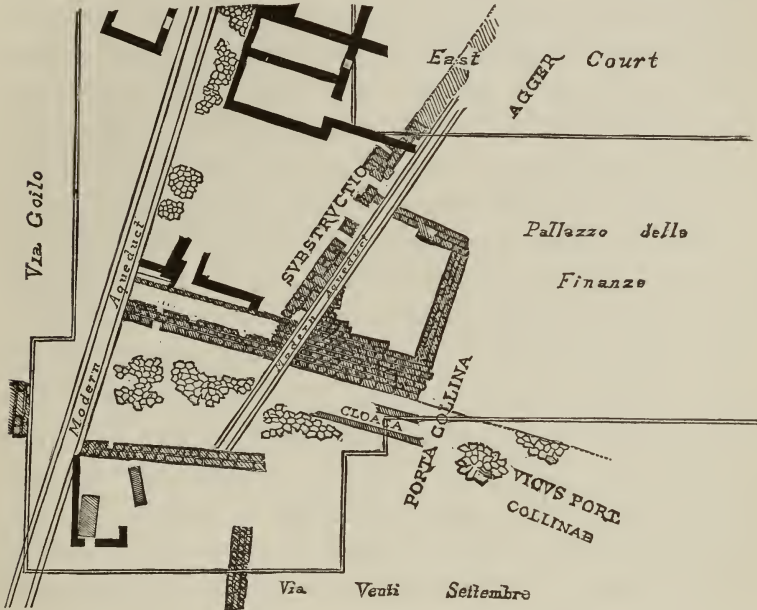 East Court
AGGER
Via Goilo
Modern Aqueduct
SVBSTRVCTIO
Modern Aqueduct
Pallazzo delle
Finanze
CLOACA
PORTA COLLINA
VICVS PORT.
COLLINAE
Via Venti Settembre